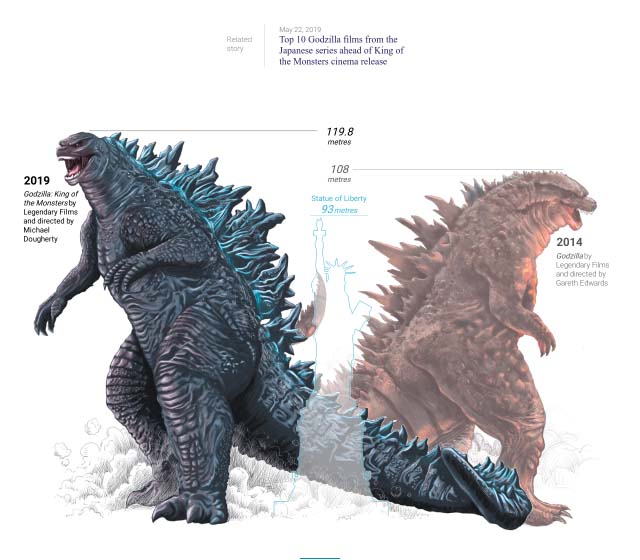 Related
story
May 22, 2019
Top 10 Godzilla films from the
Japanese series ahead of King of
the Monsters cinema release
119.8
metres
2019
Godzilla: King of
the Monsters by
Legendary Films
and directed by
Michael
Dougherty
108
metres
Statue of Liberty
93 metres
2014
Godzilla by
Legendary Films
and directed by
Gareth Edwards